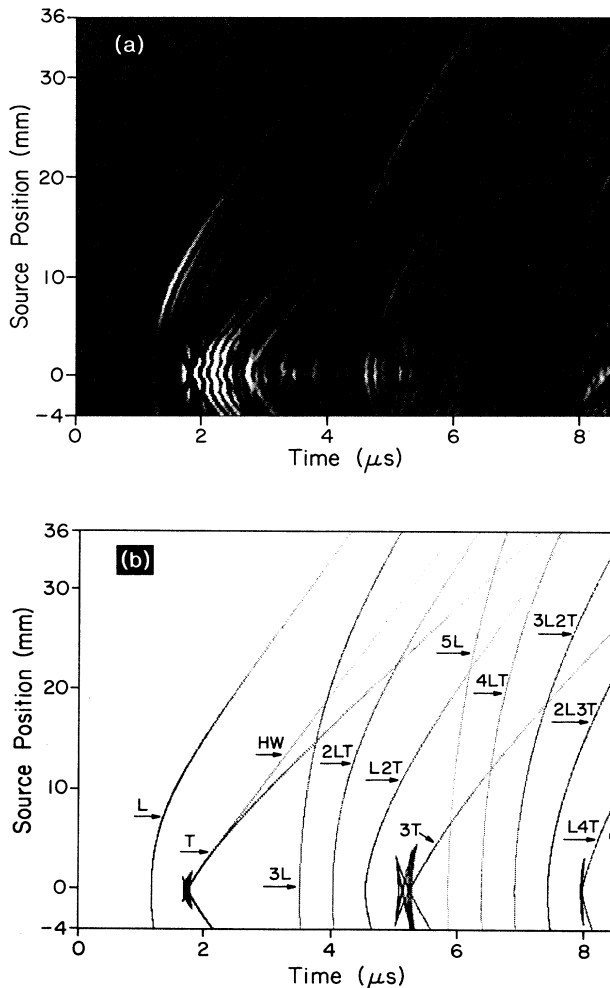 (a)
Source Position (mm)
36
30
20
10
0
-4
0
2
4
6
8
Time (μs)
(b)
Source Position (mm)
36
30
20
10
0
-4
L
T
HW
3L
2LT
L2T
3T
5L
4LT
3L2T
2L3T
L4T
0
2
4
6
8
Time (μs)